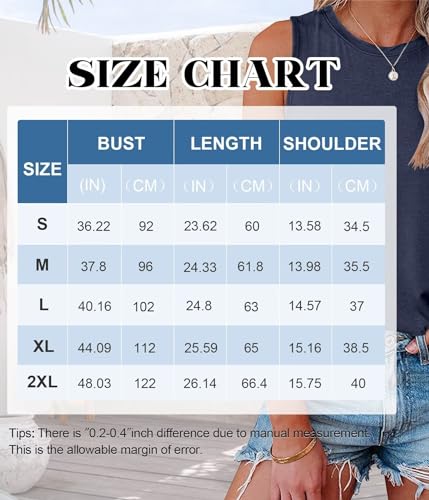 SIZE CHART
SIZE BUST LENGTH SHOULDER
(IN) (CM) (IN) (CM) (IN) (CM)
S 36.22 92 23.62 60 13.58 34.5
M 37.8 96 24.33 61.8 13.98 35.5
L 40.16 102 24.8 63 14.57 37
XL 44.09 112 25.59 65 15.16 38.5
2XL 48.03 122 26.14 66.4 15.75 40
Tips: There is "0.2-0.4"inch difference due to manual measurement.
This is the allowable margin of error.